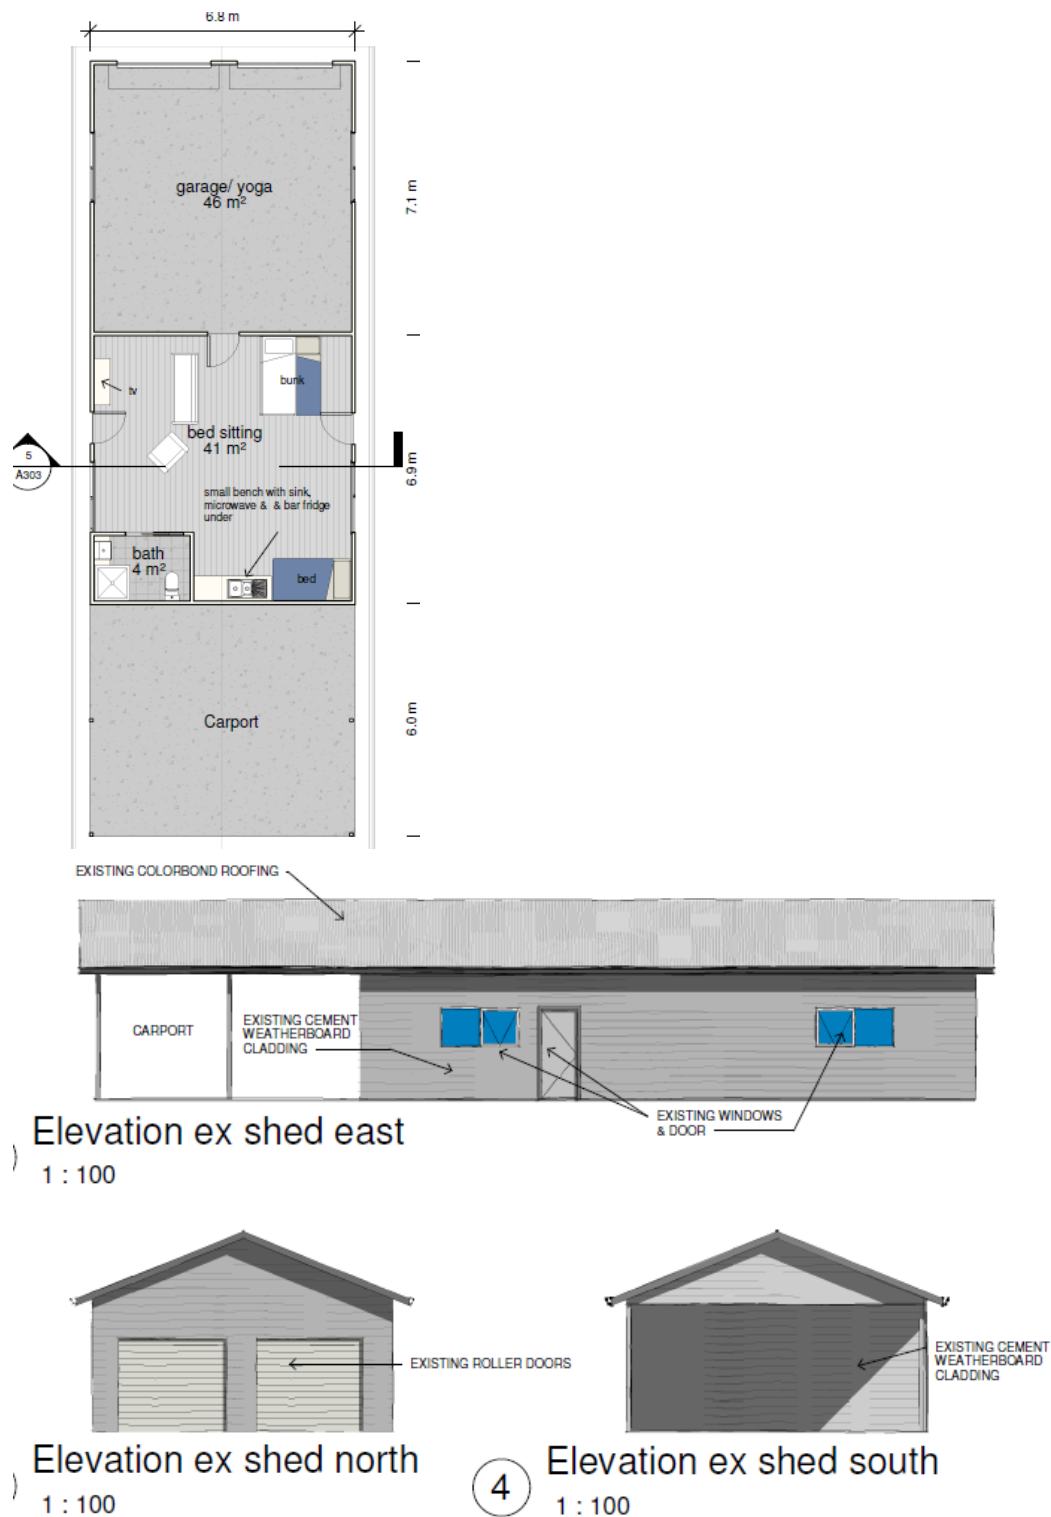 6.8 m
garage/ yoga
46 m²
7.1 m
bunk
tv
bed sitting
41 m²
5
A303
6.9 m
small bench with sink,
microwave & & bar fridge
under
bath
4 m²
bed
Carport
6.0 m
EXISTING COLORBOND ROOFING
CARPORT
EXISTING CEMENT
WEATHERBOARD
CLADDING
EXISTING WINDOWS
& DOOR
Elevation ex shed east
1 : 100
EXISTING ROLLER DOORS
EXISTING CEMENT
WEATHERBOARD
CLADDING
Elevation ex shed north
1 : 100
4
Elevation ex shed south
1 : 100